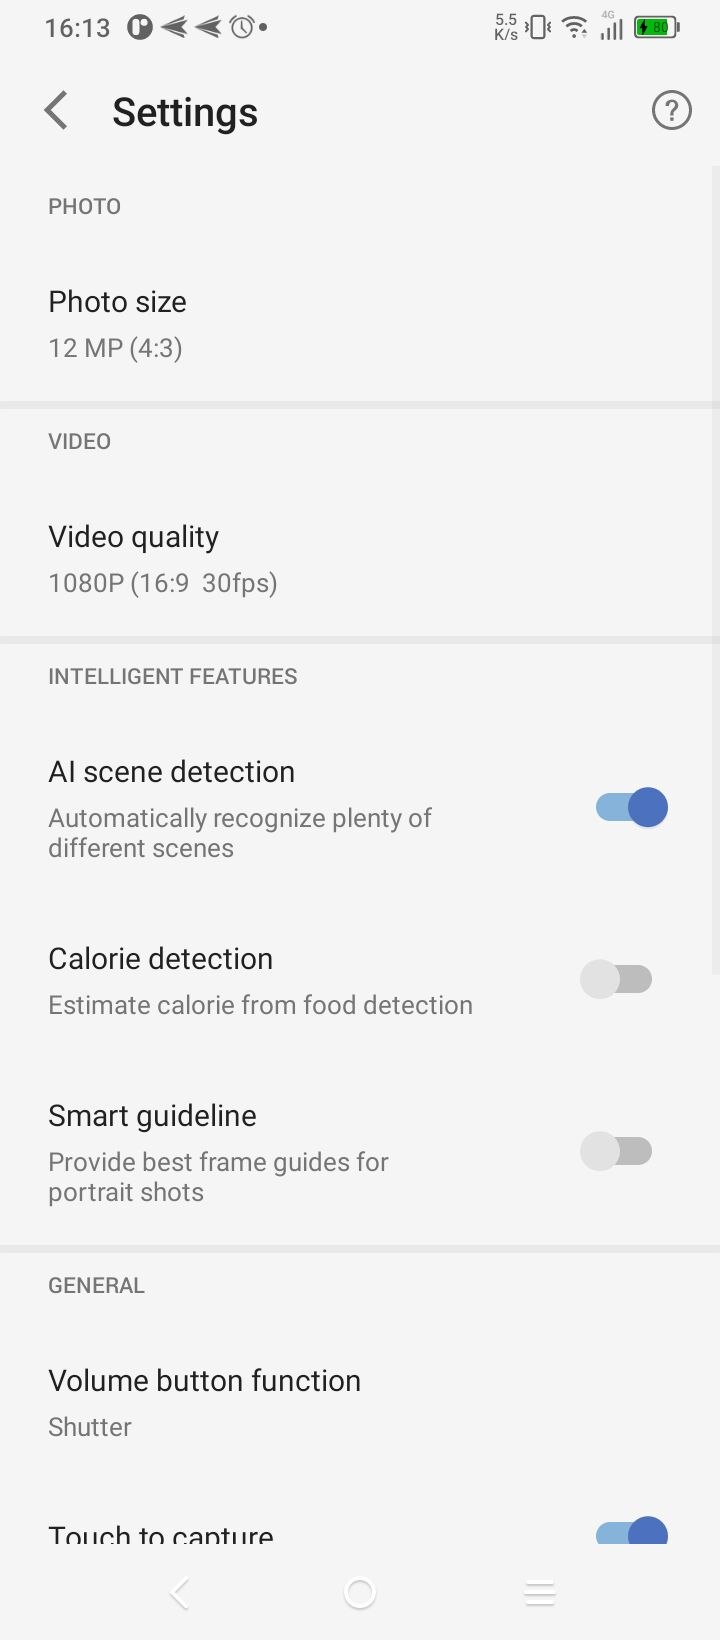 16:13
5.5
K/s
4G
80
Settings
?
PHOTO
Photo size
12 MP (4:3)
VIDEO
Video quality
1080P (16:9 30fps)
INTELLIGENT FEATURES
AI scene detection
Automatically recognize plenty of
different scenes
Calorie detection
Estimate calorie from food detection
Smart guideline
Provide best frame guides for
portrait shots
GENERAL
Volume button function
Shutter
Touch to capture